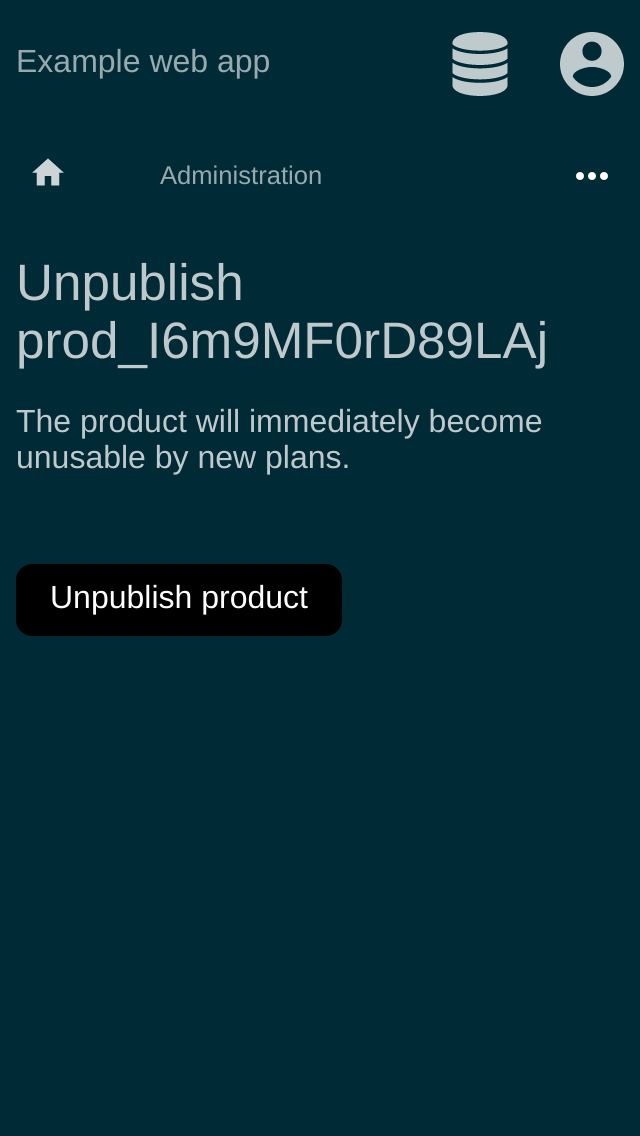 Example web app
Administration
Unpublish
prod_I6m9MF0rD89LAj
The product will immediately become
unusable by new plans.
Unpublish product